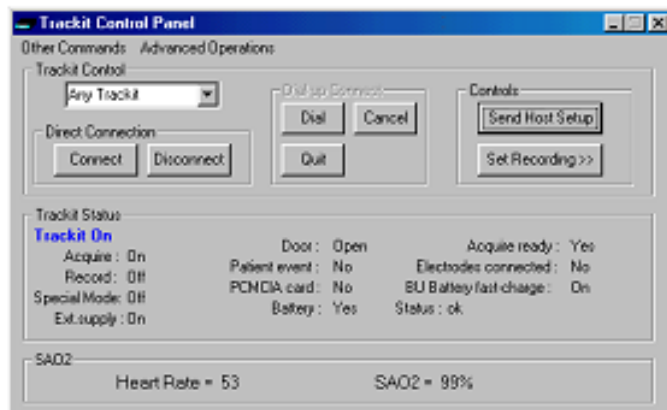 Trackit Control Panel
Other Commands Advanced Operations
Trackit Control
Any Trackit
Direct Connection
Connect Disconnect
Dial up Connect
Dial Cancel
Quit
Controls
Send Host Setup
Set Recording >>
Trackit Status
Trackit On
Acquire : On
Record : Off
Special Mode: Off
Ext.supply : On
Door : Open
Patient event : No
PCMCIA card : No
Battery : Yes
Acquire ready : Yes
Electrodes connected : No
BU Battery fast-charge : On
Status : ok
SAO2
Heart Rate = 53 SAO2 = 99%